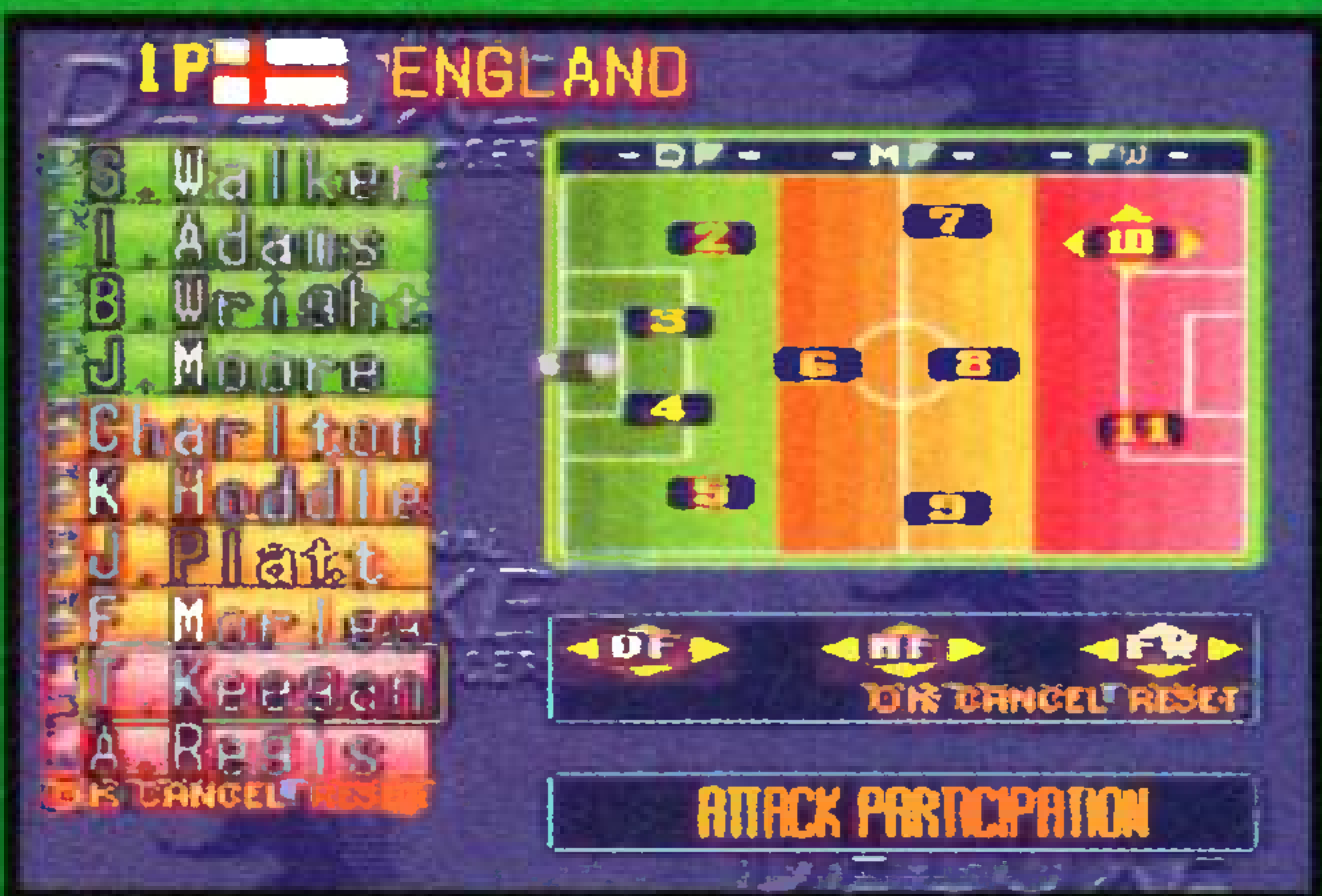 1P ENGLAND
S.Walker
I.Adams
B.Wright
J.Moore
Charlton
K.Hoddle
J.Platt
F.Marley
T.Keegan
A.Regis
OK CANCEL RESET
-DF- -MF- -FW-
7
2 10
3
6 8
4
11
5
9
DF MF FW
OK CANCEL RESET
ATTACK PARTICIPATION